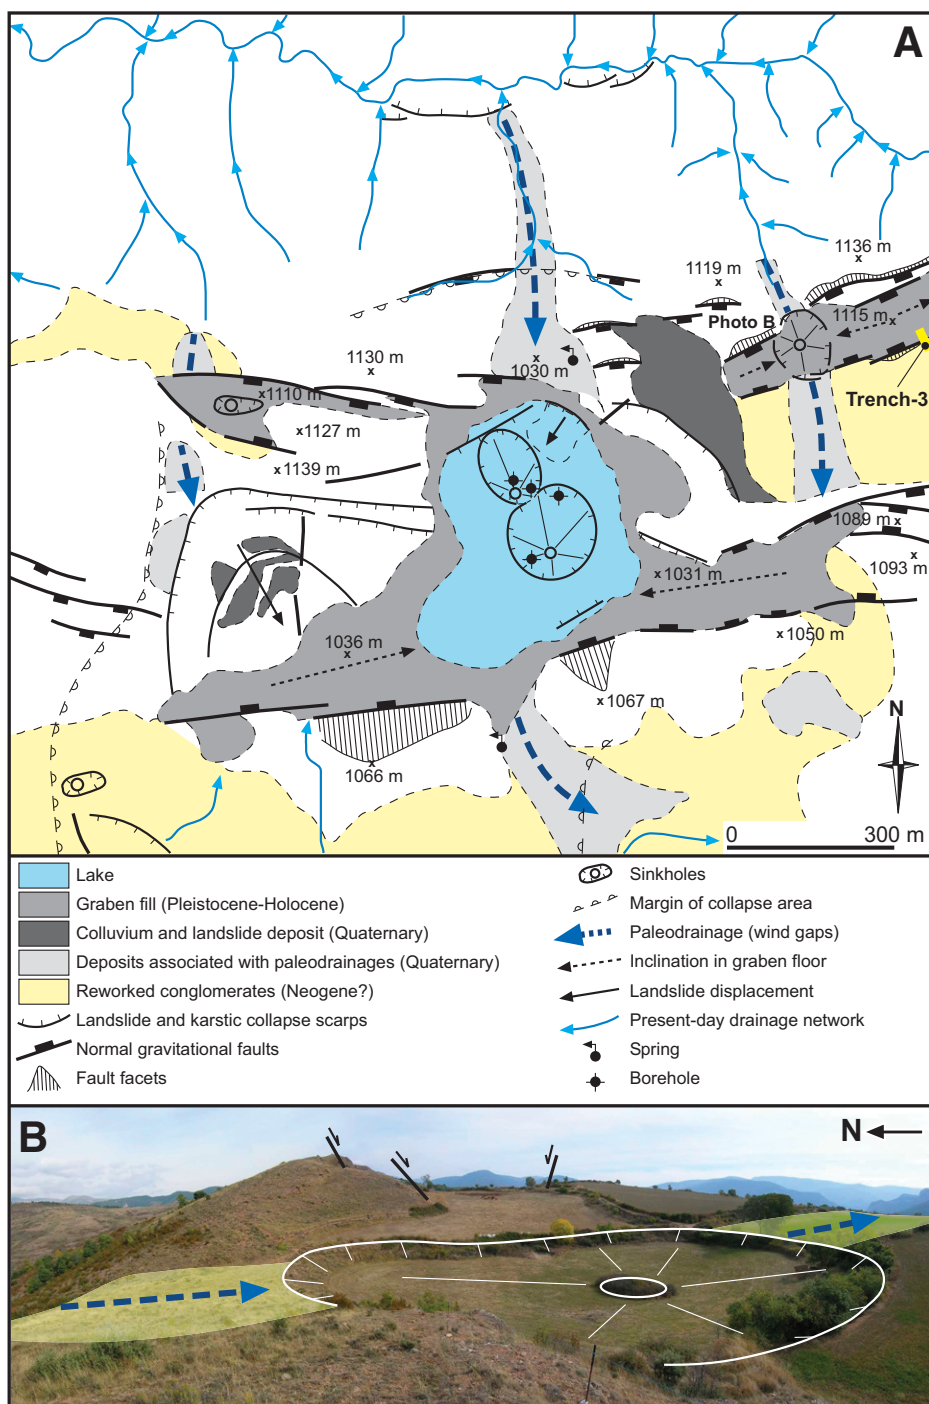 A
1136 m
1119 m
1115 m
Photo B
1130 m
1030 m
Trench-3
1110 m
1127 m
1139 m
1089 m
1031 m
1093 m
1036 m
1050 m
1067 m
1066 m
N
0 300 m
Lake
Graben fill (Pleistocene-Holocene)
Colluvium and landslide deposit (Quaternary)
Deposits associated with paleodrainages (Quaternary)
Reworked conglomerates (Neogene?)
Landslide and karstic collapse scarps
Normal gravitational faults
Fault facets
Sinkholes
Margin of collapse area
Paleodrainage (wind gaps)
Inclination in graben floor
Landslide displacement
Present-day drainage network
Spring
Borehole
B
N